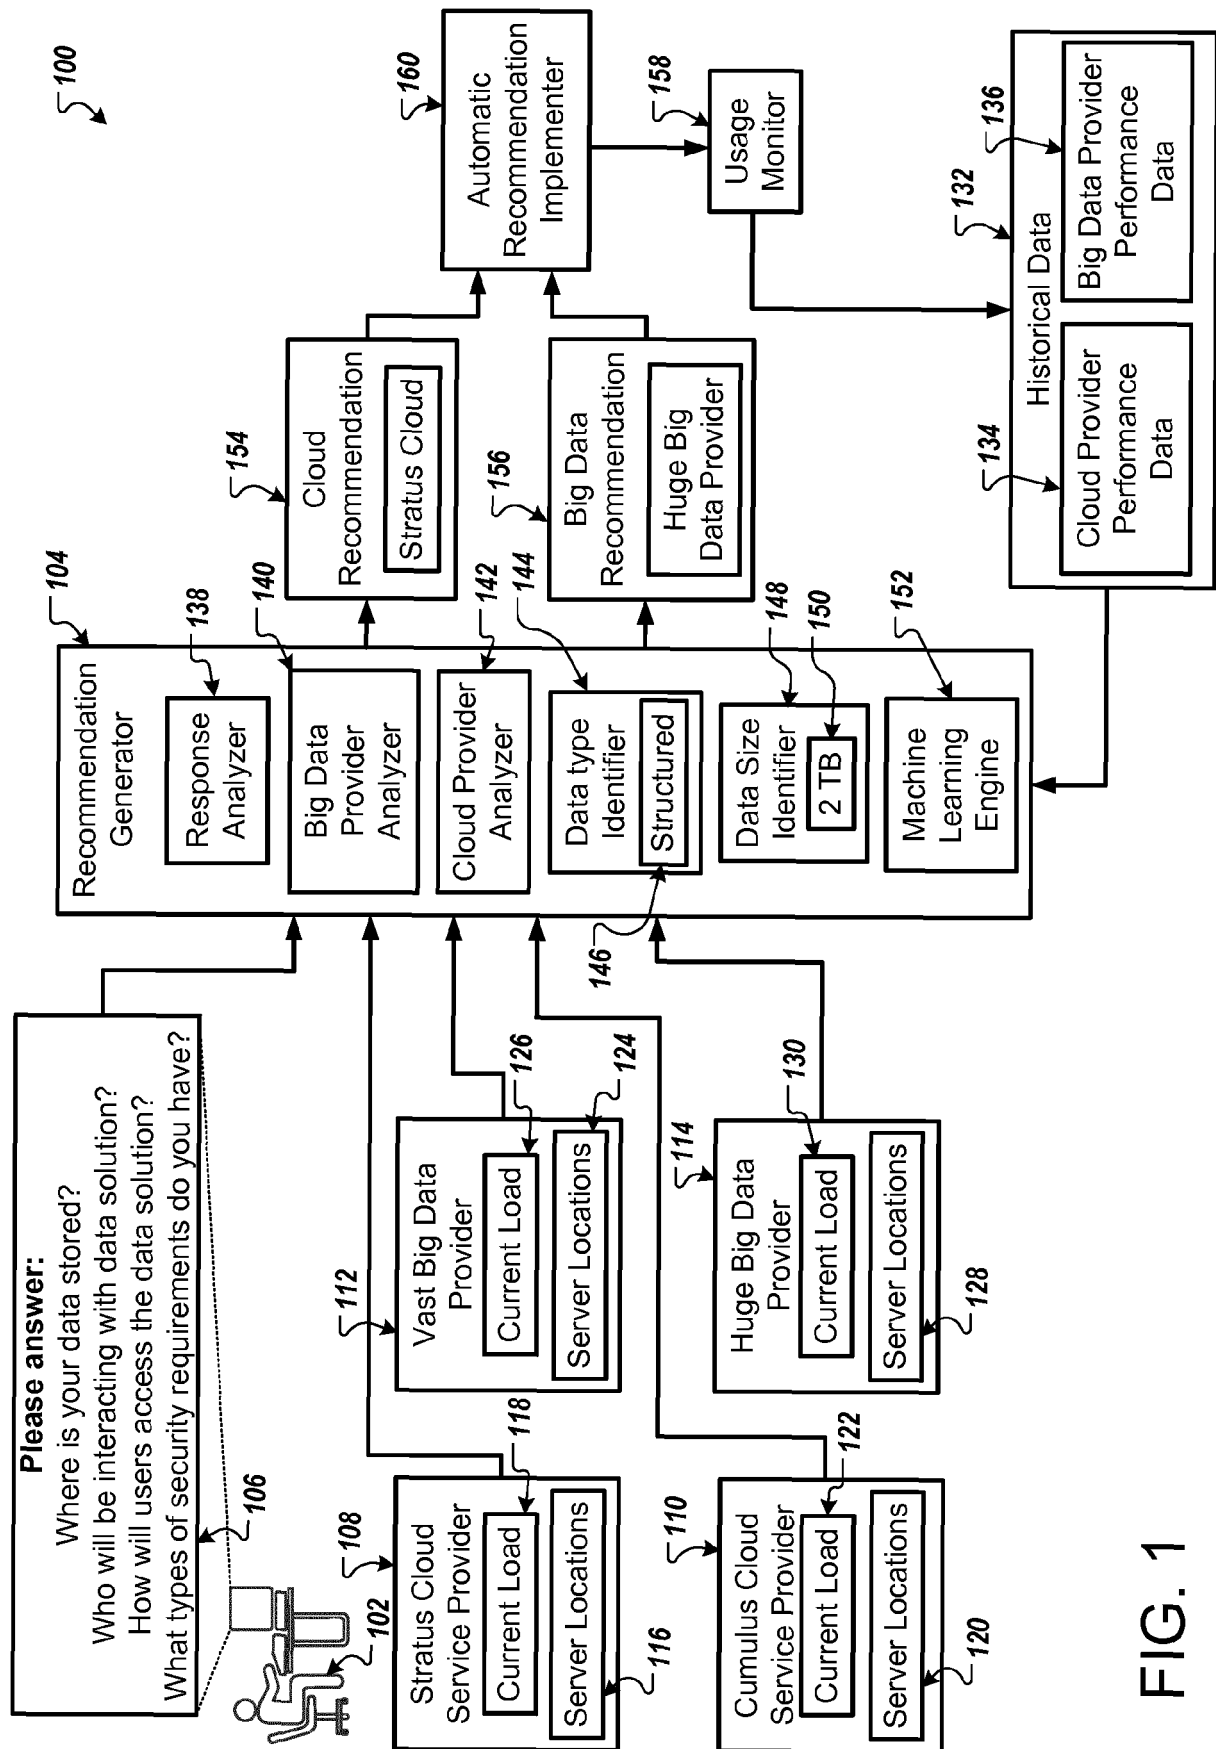 100
Please answer:
Where is your data stored?
Who will be interacting with data solution?
How will users access the data solution?
What types of security requirements do you have?
106
102
108
Stratus Cloud
Service Provider
Current Load
118
Server Locations
116
110
Cumulus Cloud
Service Provider
Current Load
122
Server Locations
120
112
Vast Big Data
Provider
Current Load
126
Server Locations
124
114
Huge Big Data
Provider
Current Load
130
Server Locations
128
104
Recommendation
Generator
138
Response
Analyzer
140
Big Data
Provider
Analyzer
142
Cloud Provider
Analyzer
144
Data type
Identifier
Structured
146
148
Data Size
Identifier
150
2 TB
152
Machine
Learning
Engine
154
Cloud
Recommendation
Stratus Cloud
156
Big Data
Recommendation
Huge Big
Data Provider
160
Automatic
Recommendation
Implementer
158
Usage
Monitor
132
Historical Data
134
Cloud Provider
Performance
Data
136
Big Data Provider
Performance
Data
FIG. 1